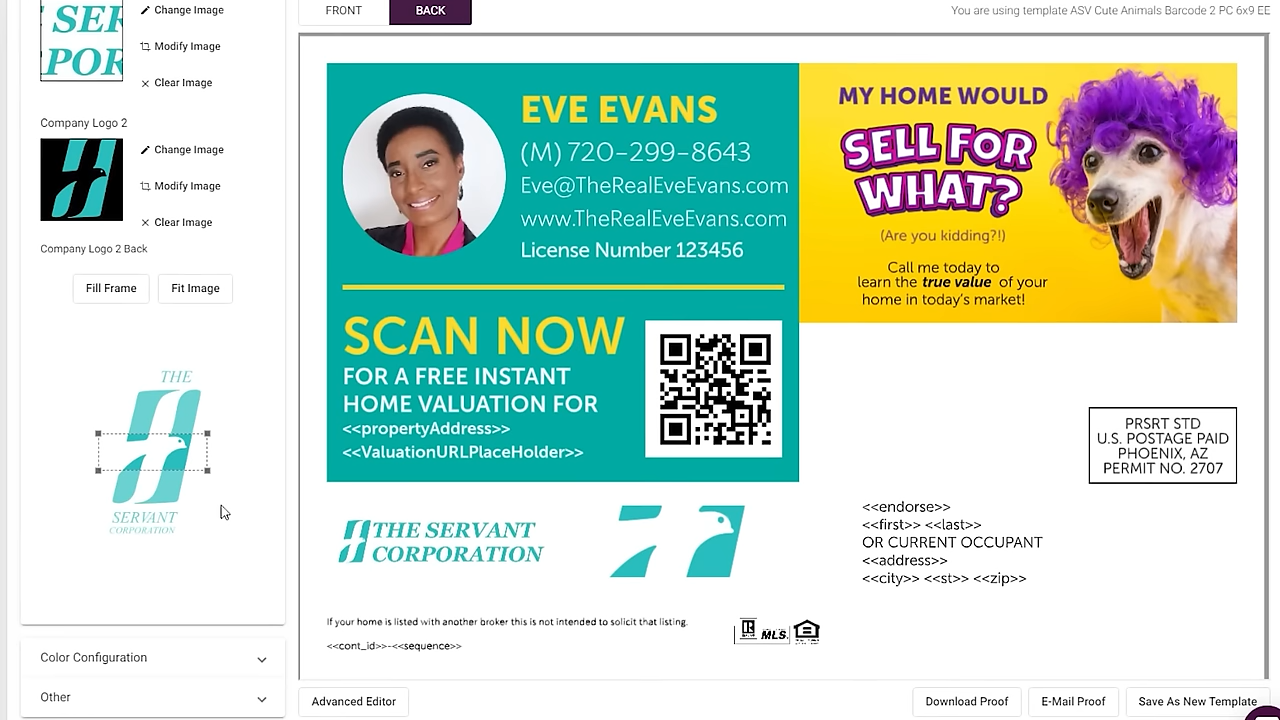 SER
POR
Change Image
Modify Image
Clear Image
Company Logo 2
Change Image
Modify Image
Clear Image
Company Logo 2 Back
Fill Frame
Fit Image
THE
SERVANT
CORPORATION
Color Configuration
Other
FRONT
BACK
You are using template ASV Cute Animals Barcode 2 PC 6x9 EE
EVE EVANS
(M) 720-299-8643
Eve@TheRealEveEvans.com
www.TheRealEveEvans.com
License Number 123456
SCAN NOW
FOR A FREE INSTANT
HOME VALUATION FOR
<<propertyAddress>>
<<ValuationURLPlaceHolder>>
MY HOME WOULD
SELL FOR
WHAT?
(Are you kidding?!)
Call me today to
learn the true value of your
home in today's market!
PRSRT STD
U.S. POSTAGE PAID
PHOENIX, AZ
PERMIT NO. 2707
THE SERVANT
CORPORATION
<<endorse>>
<<first>> <<last>>
OR CURRENT OCCUPANT
<<address>>
<<city>> <<st>> <<zip>>
If your home is listed with another broker this is not intended to solicit that listing.
MLS.
<<cont_id>>-<<sequence>>
Advanced Editor
Download Proof
E-Mail Proof
Save As New Template